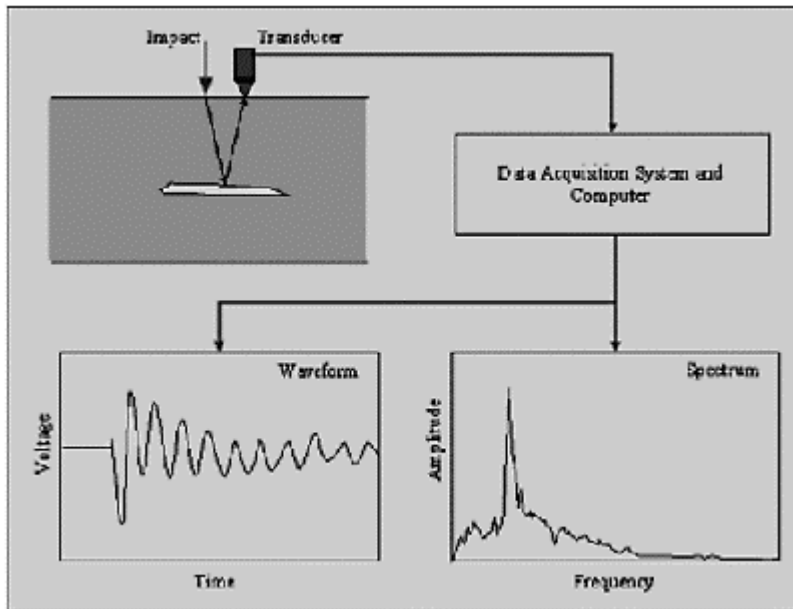 Impact Transducer
Data Acquisition System and
Computer
Waveform
Voltage
Time
Spectrum
Amplitude
Frequency